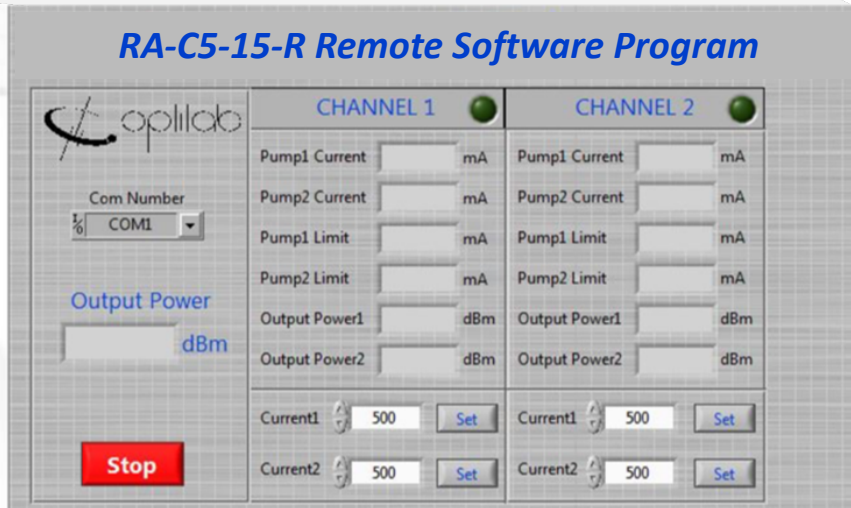 RA-C5-15-R Remote Software Program
optilab
Com Number
COM1
Output Power
dBm
Stop
CHANNEL 1
Pump1 Current mA
Pump2 Current mA
Pump1 Limit mA
Pump2 Limit mA
Output Power1 dBm
Output Power2 dBm
Current1 500 Set
Current2 500 Set
CHANNEL 2
Pump1 Current mA
Pump2 Current mA
Pump1 Limit mA
Pump2 Limit mA
Output Power1 dBm
Output Power2 dBm
Current1 500 Set
Current2 500 Set